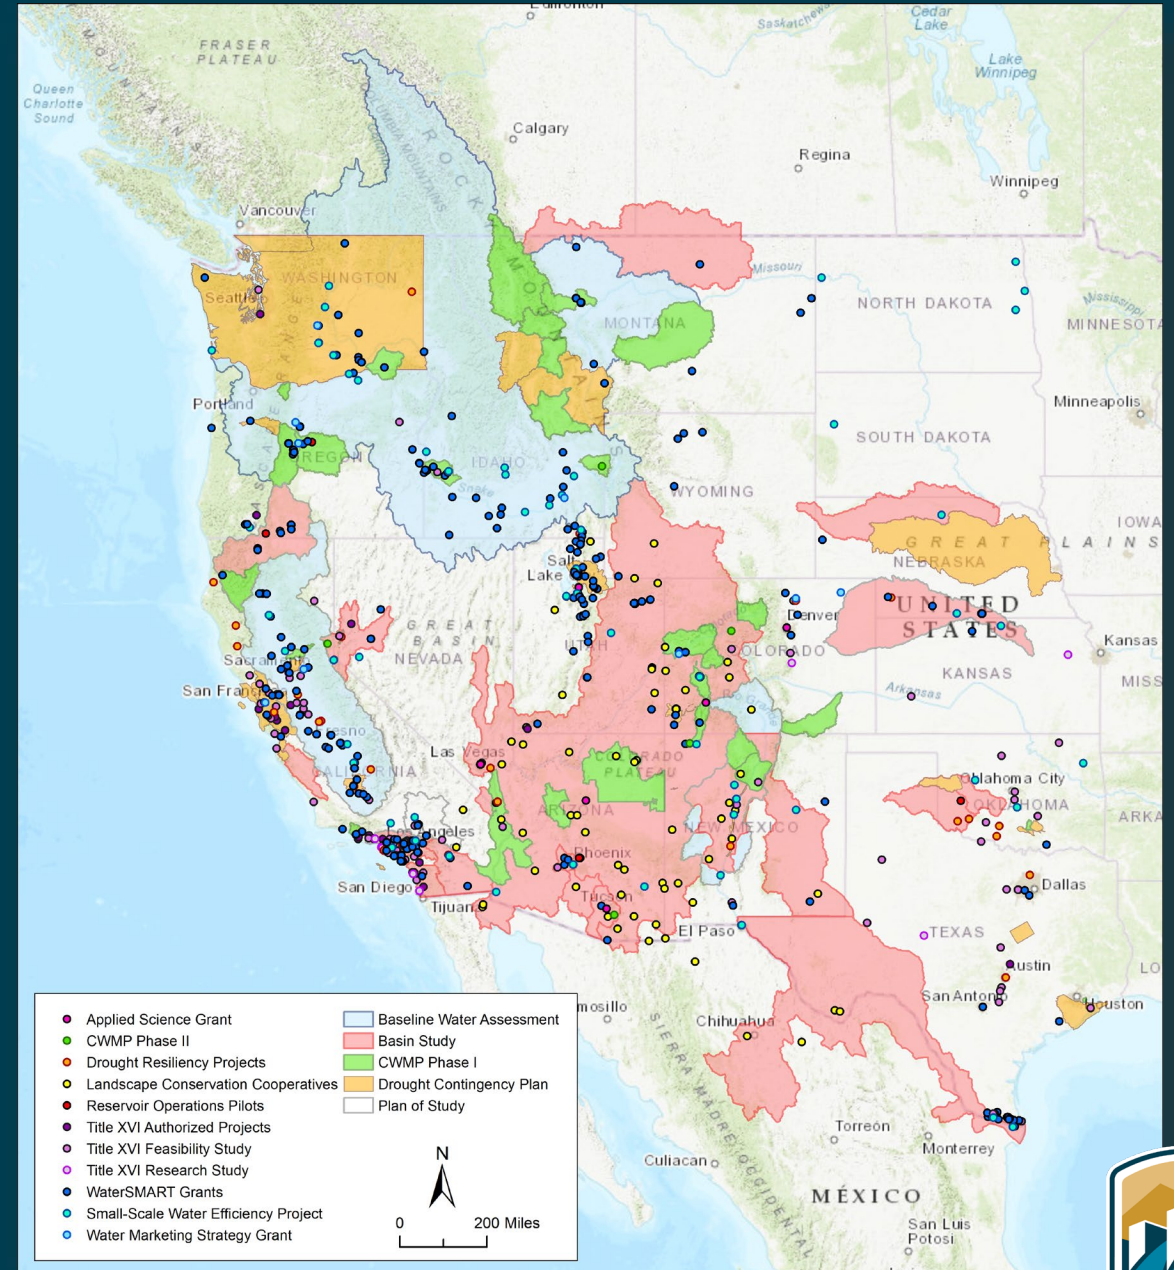 Edmonton
Saskatchewan
Cedar
Lake
Lake
Winnipeg
FRASER
PLATEAU
Queen
Charlotte
Sound
Calgary
Regina
Winnipeg
Vancouver
Missouri
WASHINGTON
Seattle
NORTH DAKOTA
Mississippi
MINNESOTA
MONTANA
Portland
Minneapolis
SOUTH DAKOTA
OREGON
IDAHO
Snake
WYOMING
IOWA
GREAT PLAINS
NEBRASKA
Salt
Lake
UNITED
STATES
Denver
GREAT
BASIN
NEVADA
UTAH
COLORADO
Kansas
KANSAS
MISS
Sacramento
San Francisco
Arkansas
Rio Grande
Fresno
Las Vegas
COLORADO
PLATEAU
CALIFORNIA
Oklahoma City
OKLAHOMA
ARKA
ARIZONA
NEW MEXICO
Los Angeles
Phoenix
San Diego
Tucson
Dallas
Tijuana
El Paso
TEXAS
Austin
LO
San Antonio
Houston
mosillo
Chihuahua
SIERRA MADRE OCCIDENTAL
Torreón
Monterrey
Culiacan
MÉXICO
San Luis
Potosi
Applied Science Grant
CWMP Phase II
Drought Resiliency Projects
Landscape Conservation Cooperatives
Reservoir Operations Pilots
Title XVI Authorized Projects
Title XVI Feasibility Study
Title XVI Research Study
WaterSMART Grants
Small-Scale Water Efficiency Project
Water Marketing Strategy Grant
Baseline Water Assessment
Basin Study
CWMP Phase I
Drought Contingency Plan
Plan of Study
N
0 200 Miles